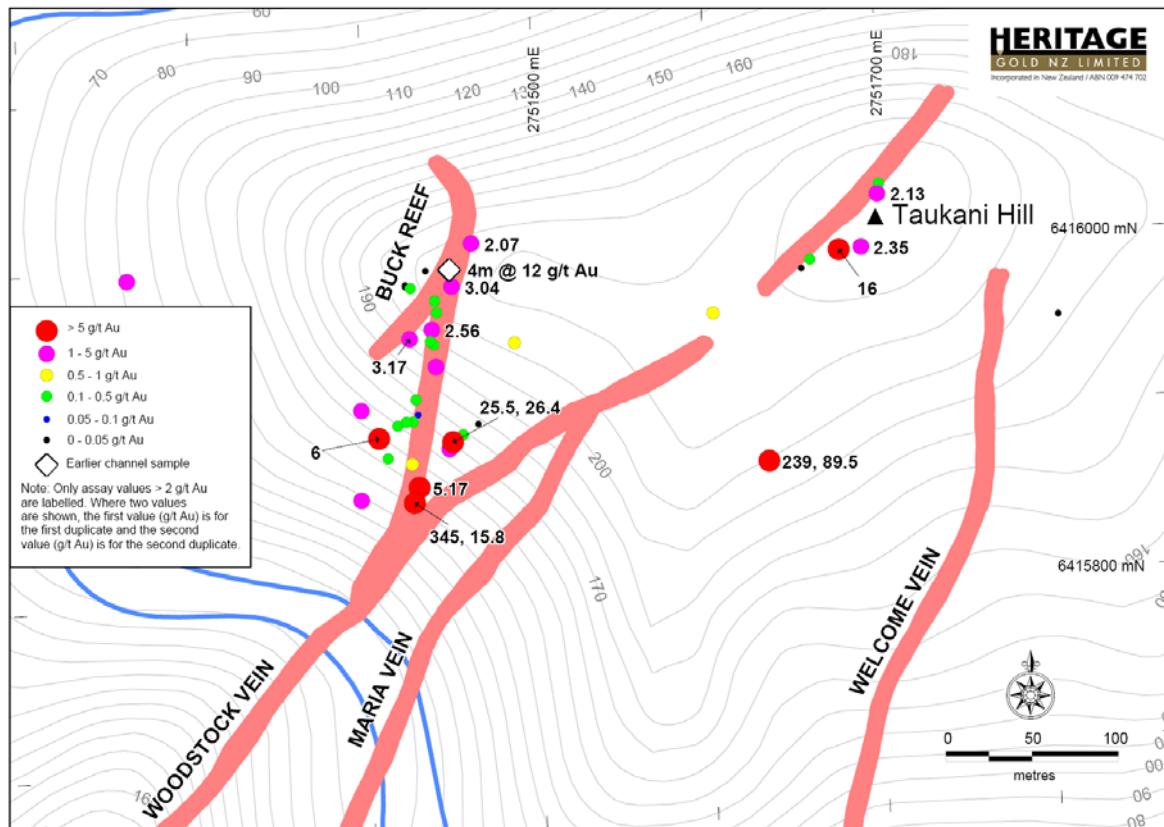 HERITAGE
GOLD NZ LIMITED
Incorporated in New Zealand / ABN 009 474 702
60
70
80
90
100
110
120
130
140
150
160
180
2751500 mE
2751700 mE
BUCK REEF
2.13
Taukani Hill
6416000 mN
2.07
2.35
4m @ 12 g/t Au
190
3.04
16
2.56
3.17
> 5 g/t Au
1 - 5 g/t Au
0.5 - 1 g/t Au
0.1 - 0.5 g/t Au
0.05 - 0.1 g/t Au
0 - 0.05 g/t Au
Earlier channel sample
Note: Only assay values > 2 g/t Au
are labelled. Where two values
are shown, the first value (g/t Au) is for
the first duplicate and the second
value (g/t Au) is for the second duplicate.
25.5, 26.4
6
200
239, 89.5
5.17
345, 15.8
160
6415800 mN
170
WOODSTOCK VEIN
MARIA VEIN
WELCOME VEIN
0
50
100
metres
90
80